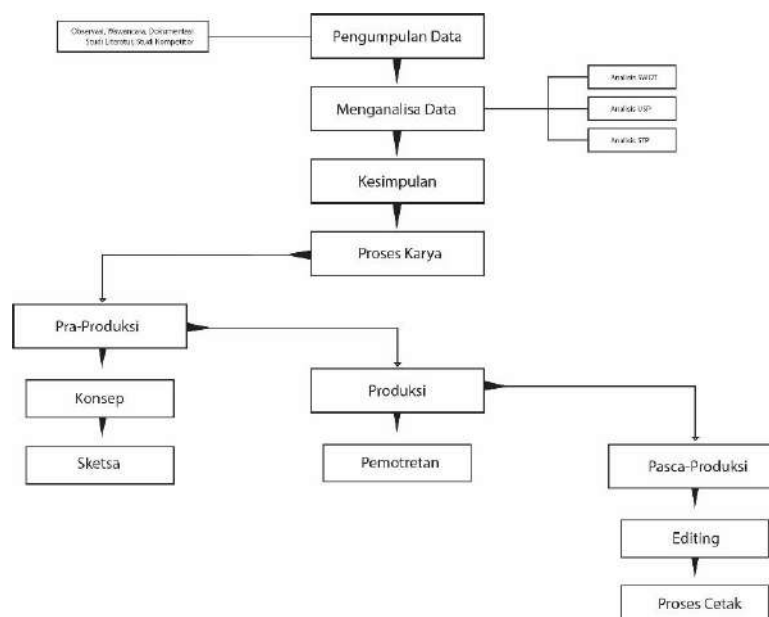 Observasi, Wawancara, Dokumentasi
Studi Literatur, Studi Kompetitor
Pengumpulan Data
Menganalisa Data
Analisis SWOT
Analisis USP
Analisis STP
Kesimpulan
Proses Karya
Pra-Produksi
Konsep
Sketsa
Produksi
Pemotretan
Pasca-Produksi
Editing
Proses Cetak